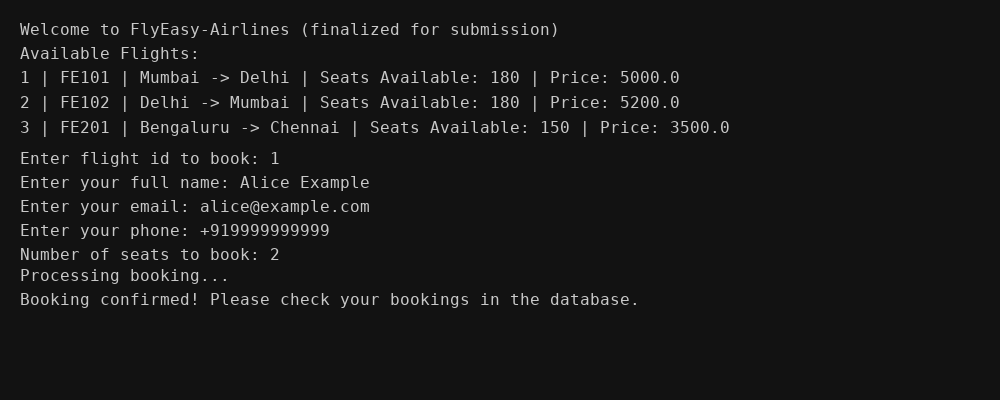 Welcome to FlyEasy-Airlines (finalized for submission)
Available Flights:
1 | FE101 | Mumbai -> Delhi | Seats Available: 180 | Price: 5000.0
2 | FE102 | Delhi -> Mumbai | Seats Available: 180 | Price: 5200.0
3 | FE201 | Bengaluru -> Chennai | Seats Available: 150 | Price: 3500.0
Enter flight id to book: 1
Enter your full name: Alice Example
Enter your email: alice@example.com
Enter your phone: +919999999999
Number of seats to book: 2
Processing booking...
Booking confirmed! Please check your bookings in the database.